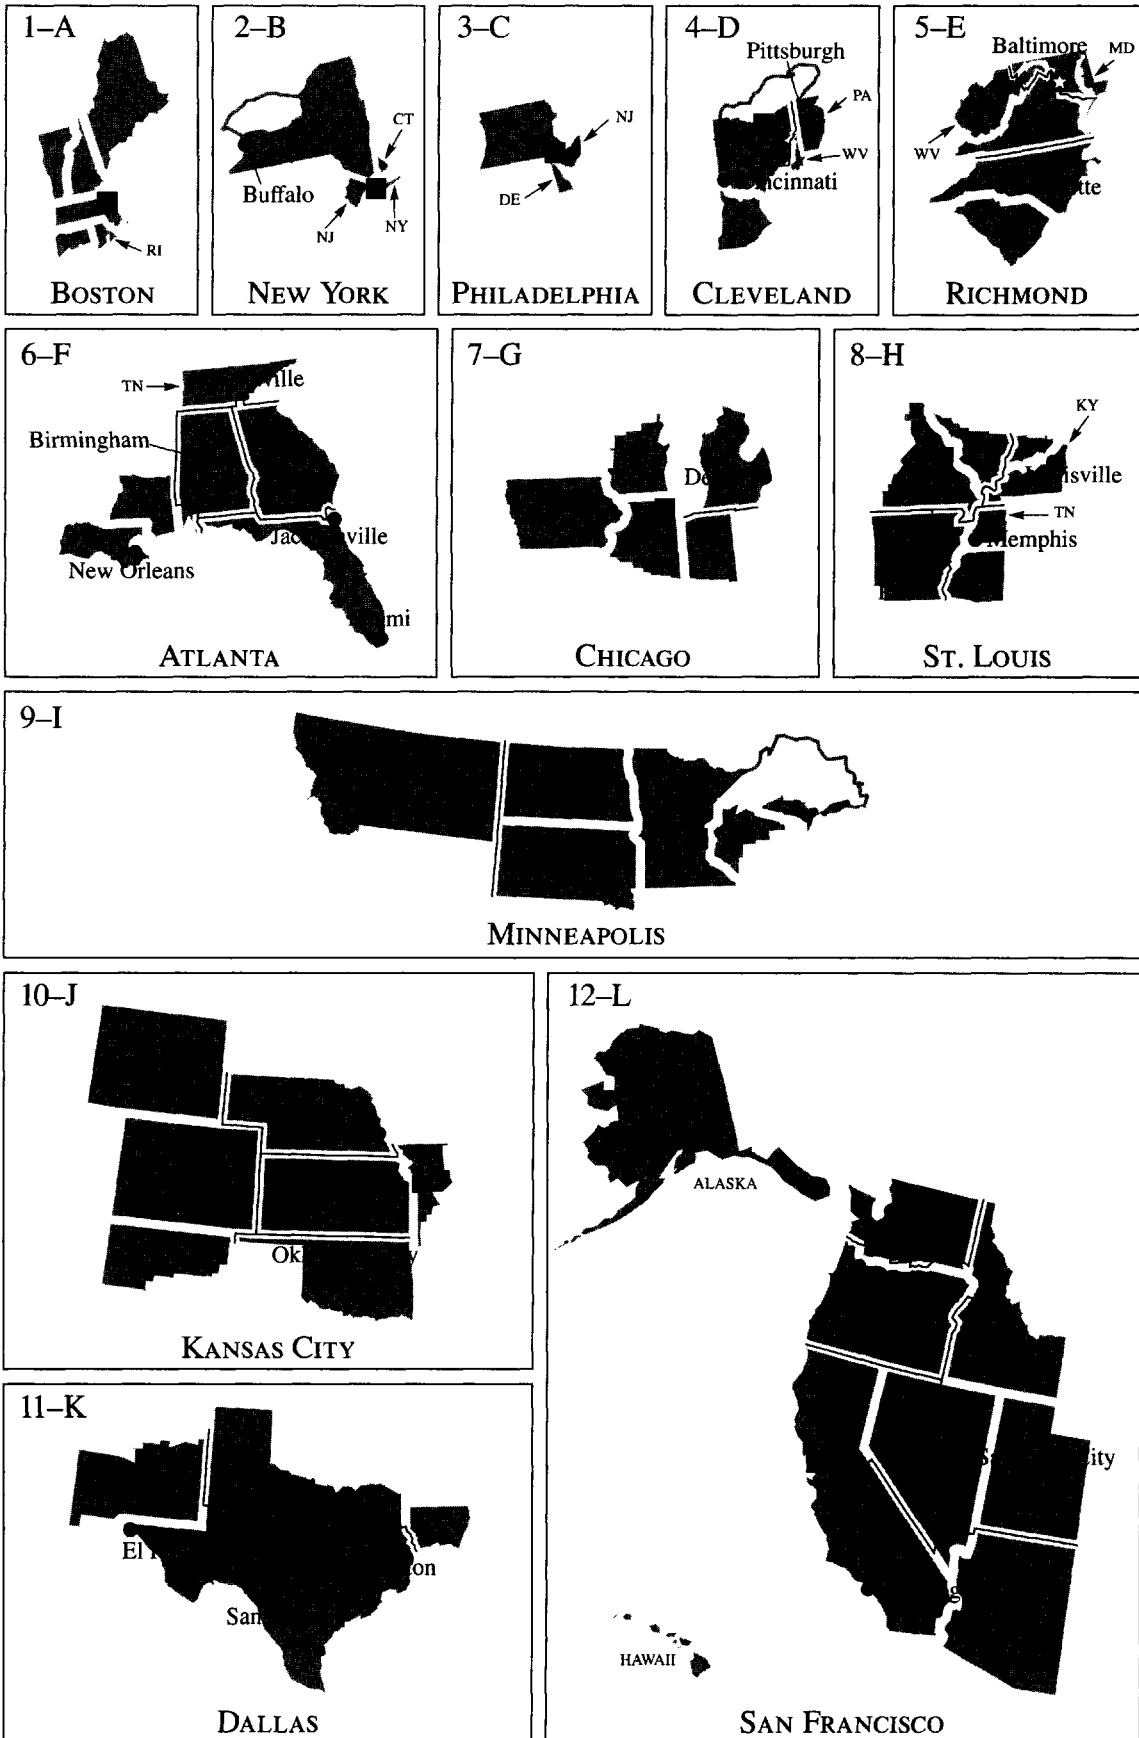 1–A
RI
BOSTON
2–B
CT
Buffalo
NJ
NY
NEW YORK
3–C
NJ
DE
PHILADELPHIA
4–D
Pittsburgh
PA
WV
CLEVELAND
5–E
Baltimore
MD
WV
RICHMOND
6–F
TN
Birmingham
New Orleans
ATLANTA
7–G
CHICAGO
8–H
KY
TN
Memphis
ST. LOUIS
9–I
MINNEAPOLIS
10–J
KANSAS CITY
11–K
DALLAS
12–L
ALASKA
HAWAII
SAN FRANCISCO